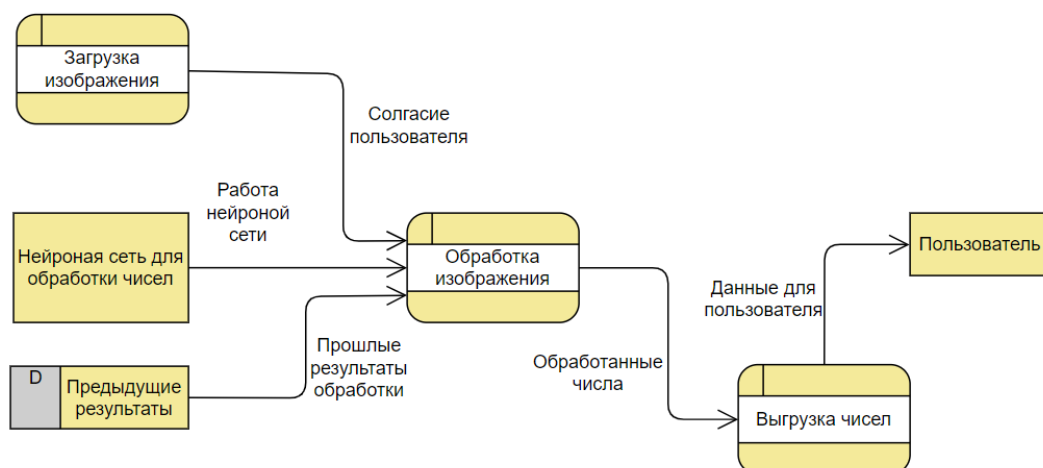 Загрузка
изображения
Солгасие
пользователя
Работа
нейроной
сети
Нейроная сеть для
обработки чисел
Обработка
изображения
Пользователь
Данные для
пользователя
Прошлые
результаты
обработки
Обработанные
числа
D
Предыдущие
результаты
Выгрузка чисел